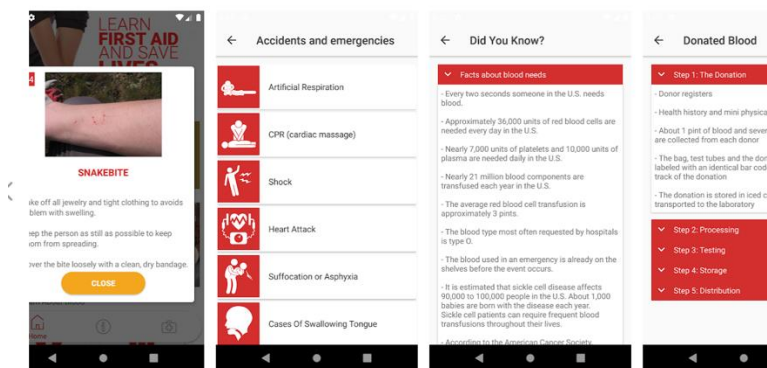 LEARN
FIRST AID
AND SAVE
LIVES
SNAKEBITE
ke off all jewelry and tight clothing to avoids
blem with swelling.
eep the person as still as possible to keep
om from spreading.
over the bite loosely with a clean, dry bandage.
CLOSE
Home
Accidents and emergencies
Artificial Respiration
CPR (cardiac massage)
Shock
Heart Attack
Suffocation or Asphyxia
Cases Of Swallowing Tongue
Did You Know?
Facts about blood needs
- Every two seconds someone in the U.S. needs
blood.
- Approximately 36,000 units of red blood cells are
needed every day in the U.S.
- Nearly 7,000 units of platelets and 10,000 units of
plasma are needed daily in the U.S.
- Nearly 21 million blood components are
transfused each year in the U.S.
- The average red blood cell transfusion is
approximately 3 pints.
- The blood type most often requested by hospitals
is type O.
- The blood used in an emergency is already on the
shelves before the event occurs.
- It is estimated that sickle cell disease affects
90,000 to 100,000 people in the U.S. About 1,000
babies are born with the disease each year.
Sickle cell patients can require frequent blood
transfusions throughout their lives.
- According to the American Cancer Society,
Donated Blood
Step 1: The Donation
- Donor registers
- Health history and mini physica
- About 1 pint of blood and sever
are collected from each donor
- The bag, test tubes and the don
labeled with an identical bar cod
track of the donation
- The donation is stored in iced c
transported to the laboratory
Step 2: Processing
Step 3: Testing
Step 4: Storage
Step 5: Distribution